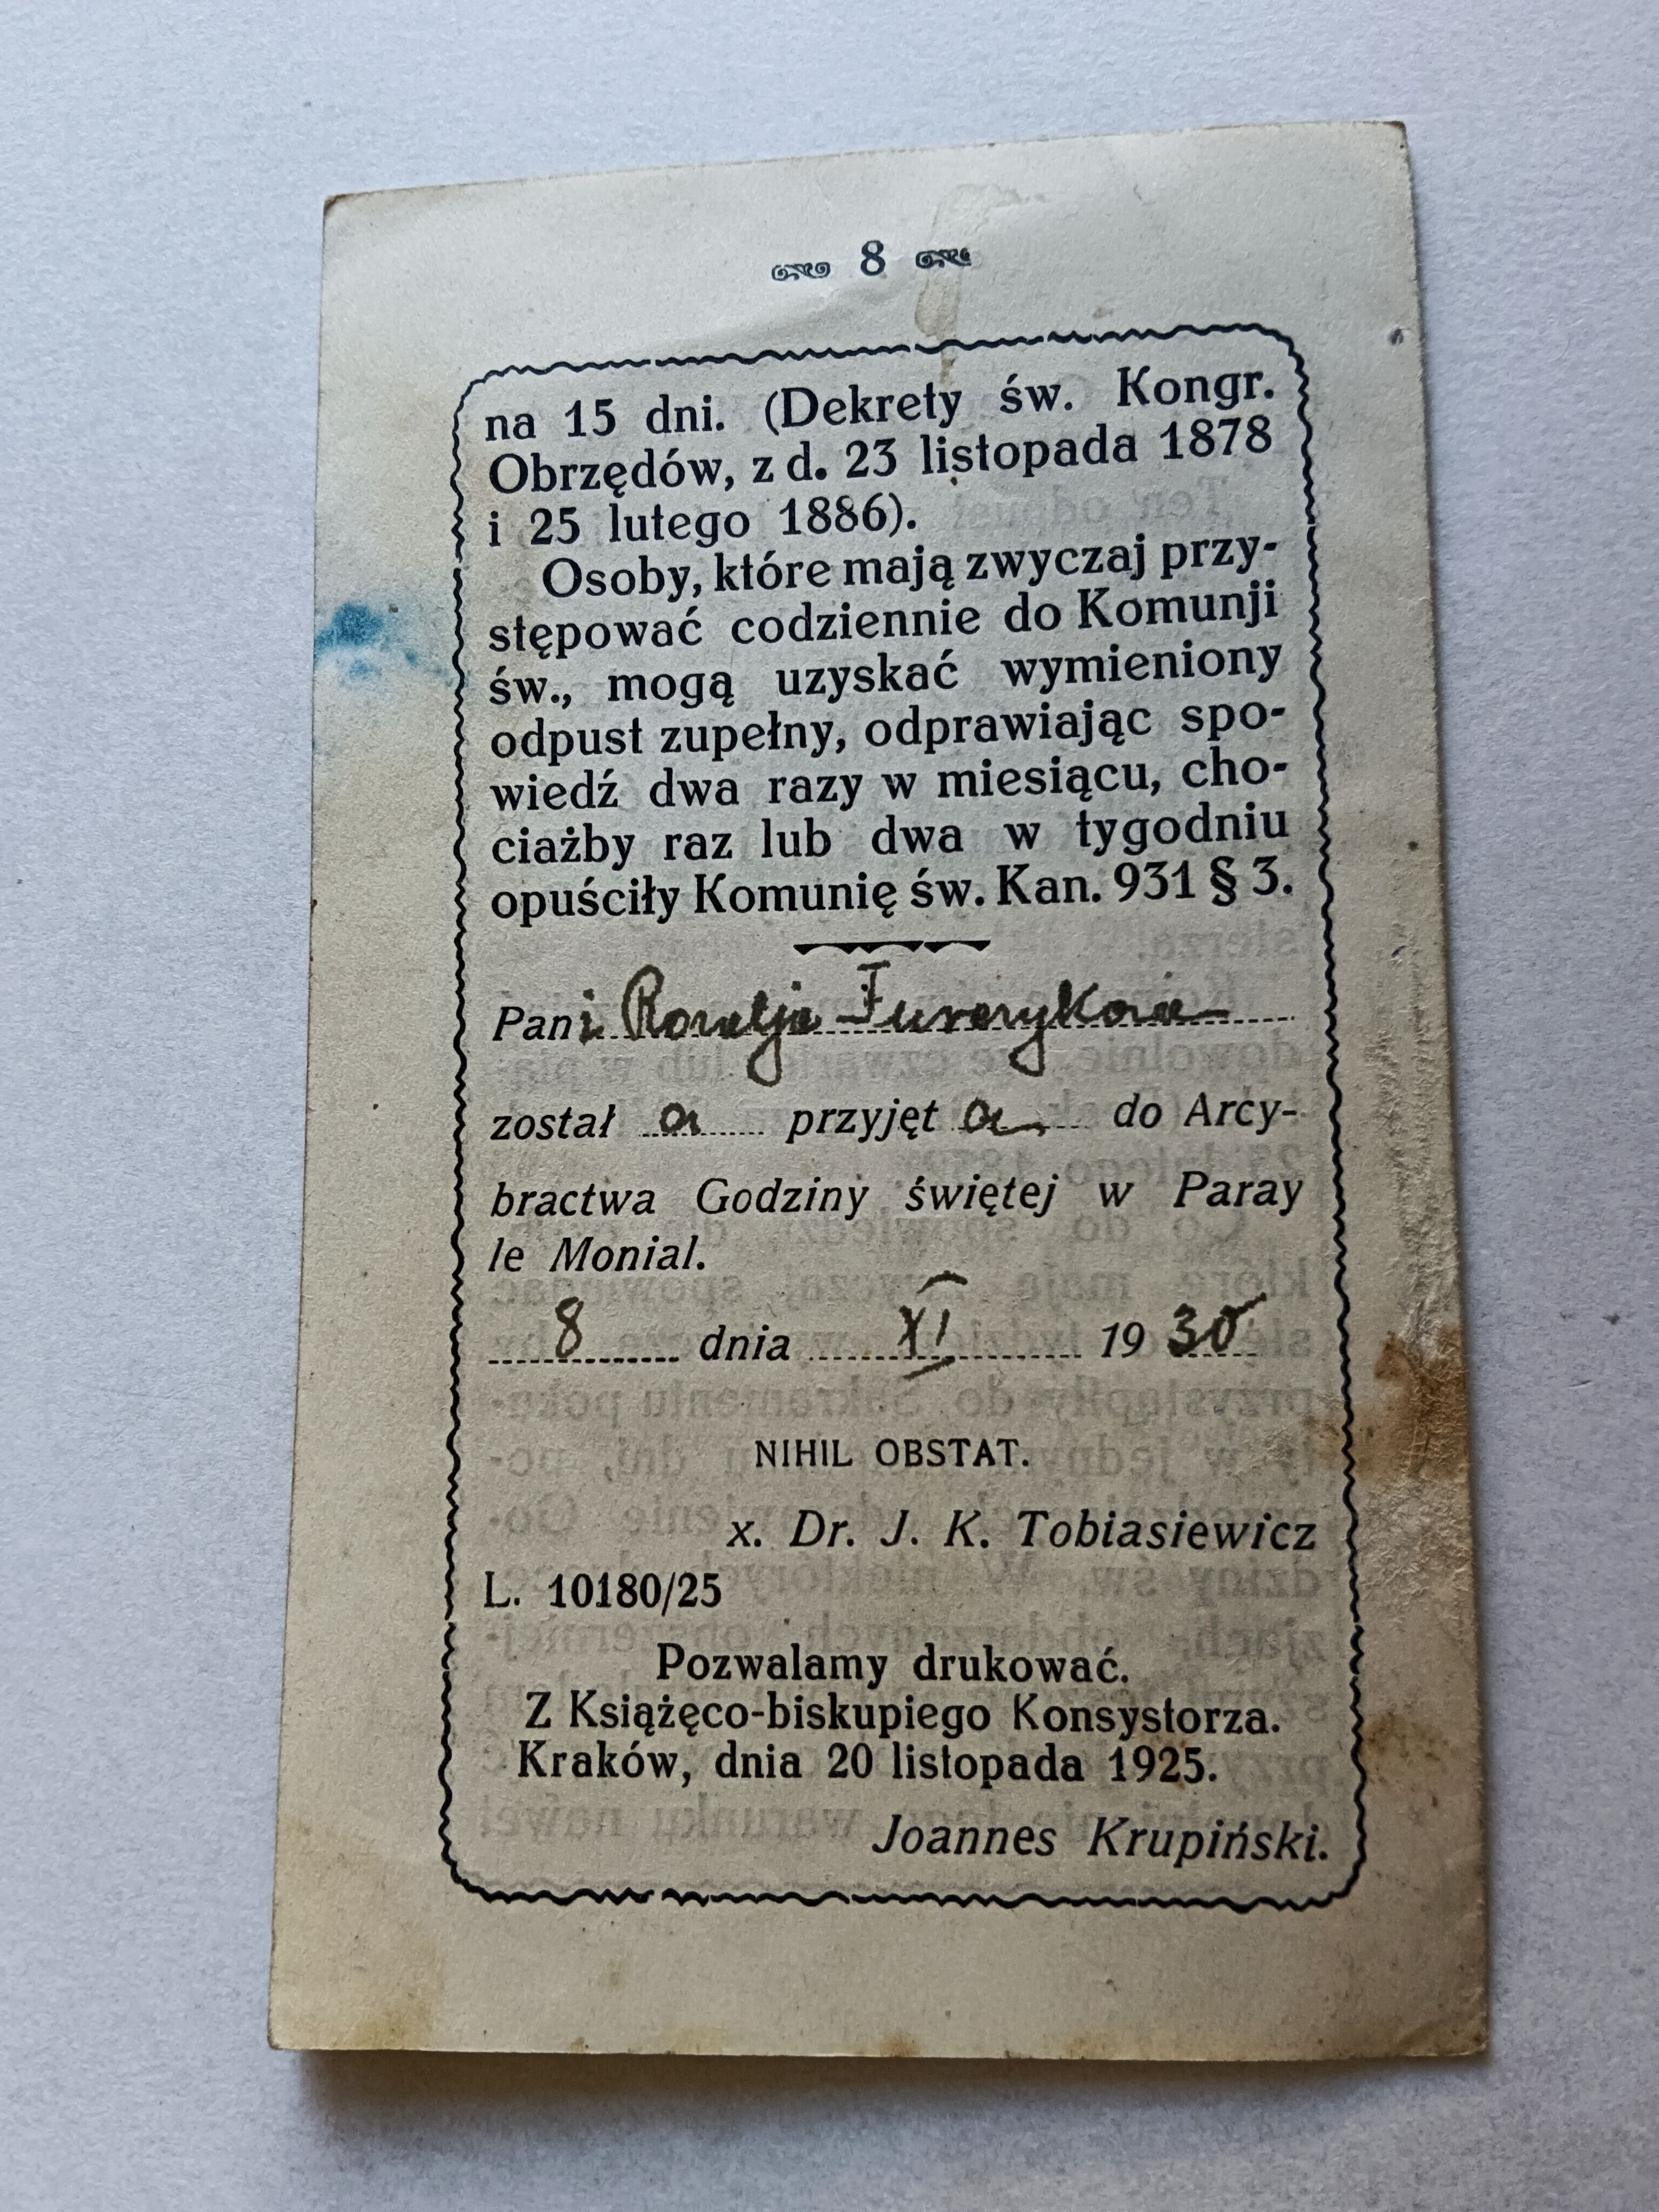 8
na 15 dni. (Dekrety św. Kongr.
Obrzędów, z d. 23 listopada 1878
i 25 lutego 1886).
Osoby, które mają zwyczaj przy-
stępować codziennie do Komunji
św., mogą uzyskać wymieniony
odpust zupełny, odprawiając spo-
wiedź dwa razy w miesiącu, cho-
ciażby raz lub dwa w tygodniu
opuściły Komunię św. Kan. 931 § 3.
Pani Rozalja
został a przyjęt a do Arcy-
bractwa Godziny świętej w Paray
le Monial.
8 dnia XI 1930
NIHIL OBSTAT.
x. Dr. J. K. Tobiasiewicz
L. 10180/25
Pozwalamy drukować.
Z Książęco-biskupiego Konsystorza.
Kraków, dnia 20 listopada 1925.
Joannes Krupiński.